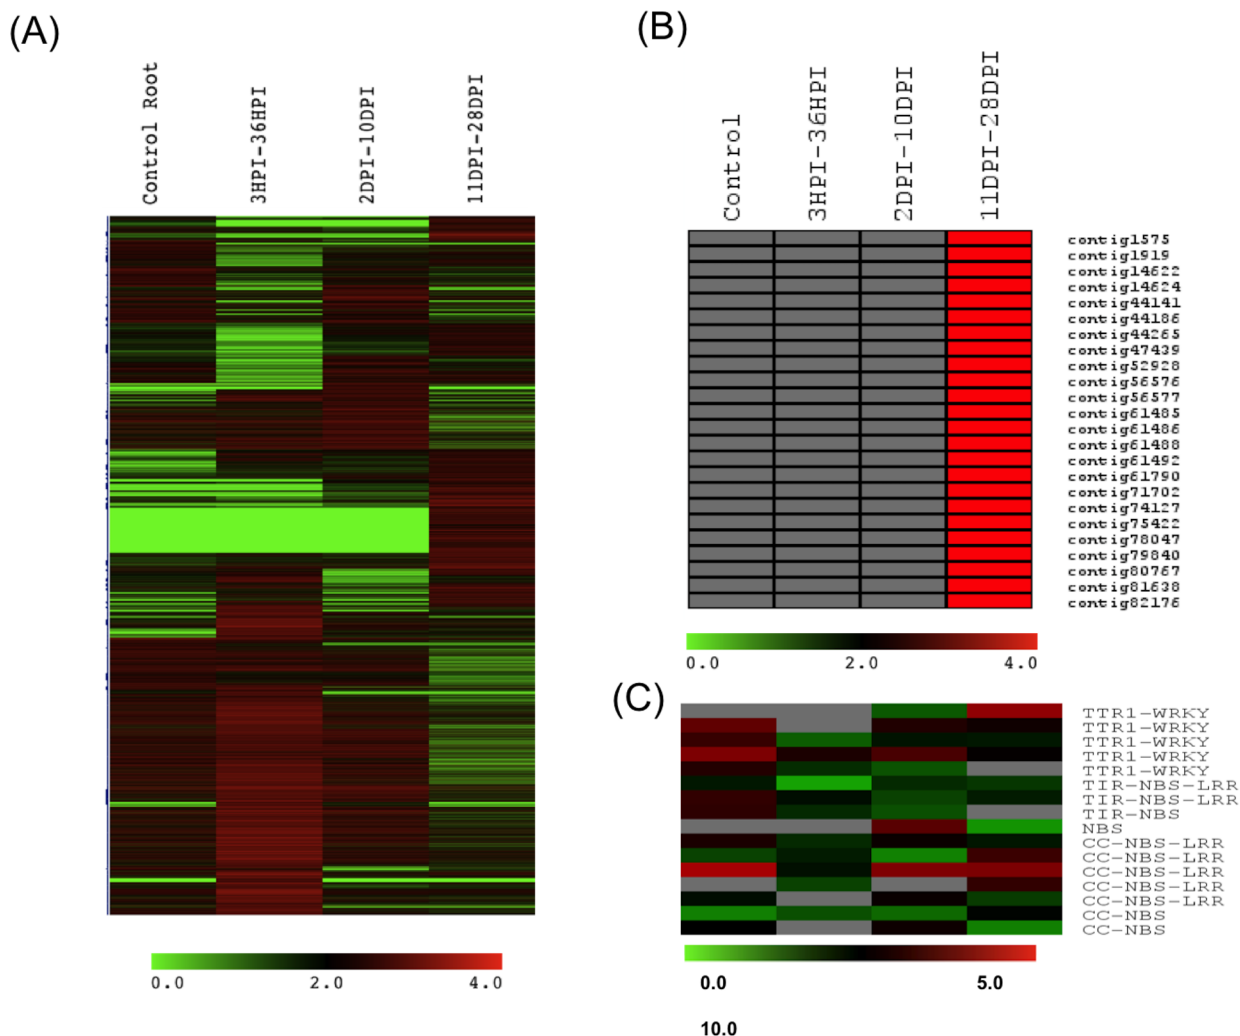 (A)
Control Root
3HPI-36HPI
2DPI-10DPI
11DPI-28DPI
0.0 2.0 4.0
(B)
Control
3HPI-36HPI
2DPI-10DPI
11DPI-28DPI
contig1575
contig1919
contig14622
contig14624
contig44141
contig44186
contig44265
contig47439
contig52928
contig56576
contig56577
contig61485
contig61486
contig61488
contig61492
contig61790
contig71702
contig74127
contig75422
contig78047
contig79840
contig80767
contig81638
contig82176
0.0 2.0 4.0
(C)
TTR1-WRKY
TTR1-WRKY
TTR1-WRKY
TTR1-WRKY
TTR1-WRKY
TIR-NBS-LRR
TIR-NBS-LRR
TIR-NBS
NBS
CC-NBS-LRR
CC-NBS-LRR
CC-NBS-LRR
CC-NBS-LRR
CC-NBS-LRR
CC-NBS
CC-NBS
0.0 5.0
10.0